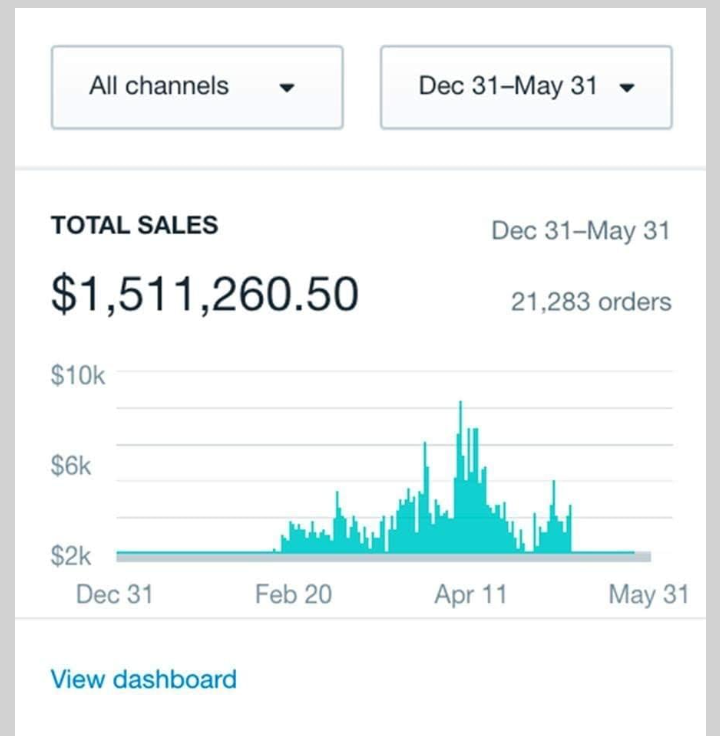 All channels
Dec 31–May 31
TOTAL SALES
Dec 31–May 31
$1,511,260.50
21,283 orders
$10k
$6k
$2k
Dec 31
Feb 20
Apr 11
May 31
View dashboard